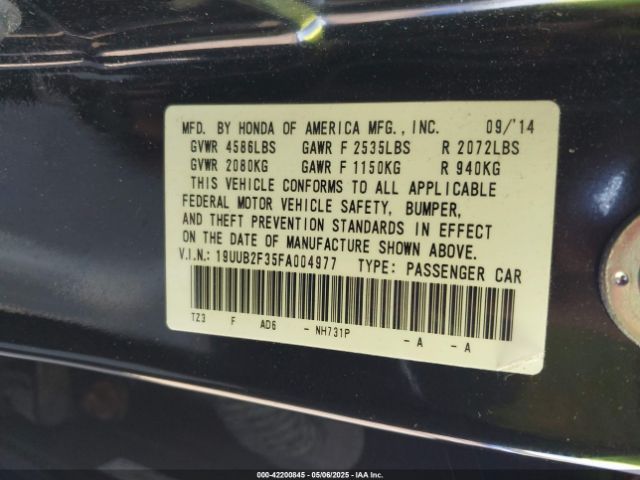 MFD. BY HONDA OF AMERICA MFG., INC. 09/'14
GVWR 4586LBS GAWR F 2535LBS R 2072LBS
GVWR 2080KG GAWR F 1150KG R 940KG
THIS VEHICLE CONFORMS TO ALL APPLICABLE
FEDERAL MOTOR VEHICLE SAFETY, BUMPER,
AND THEFT PREVENTION STANDARDS IN EFFECT
ON THE DATE OF MANUFACTURE SHOWN ABOVE.
V.I.N.: 19UUB2F35FA004977 TYPE: PASSENGER CAR
TZ3 F AD6 - NH731P - A - A
000-42200845 - 05/06/2025 - IAA Inc.